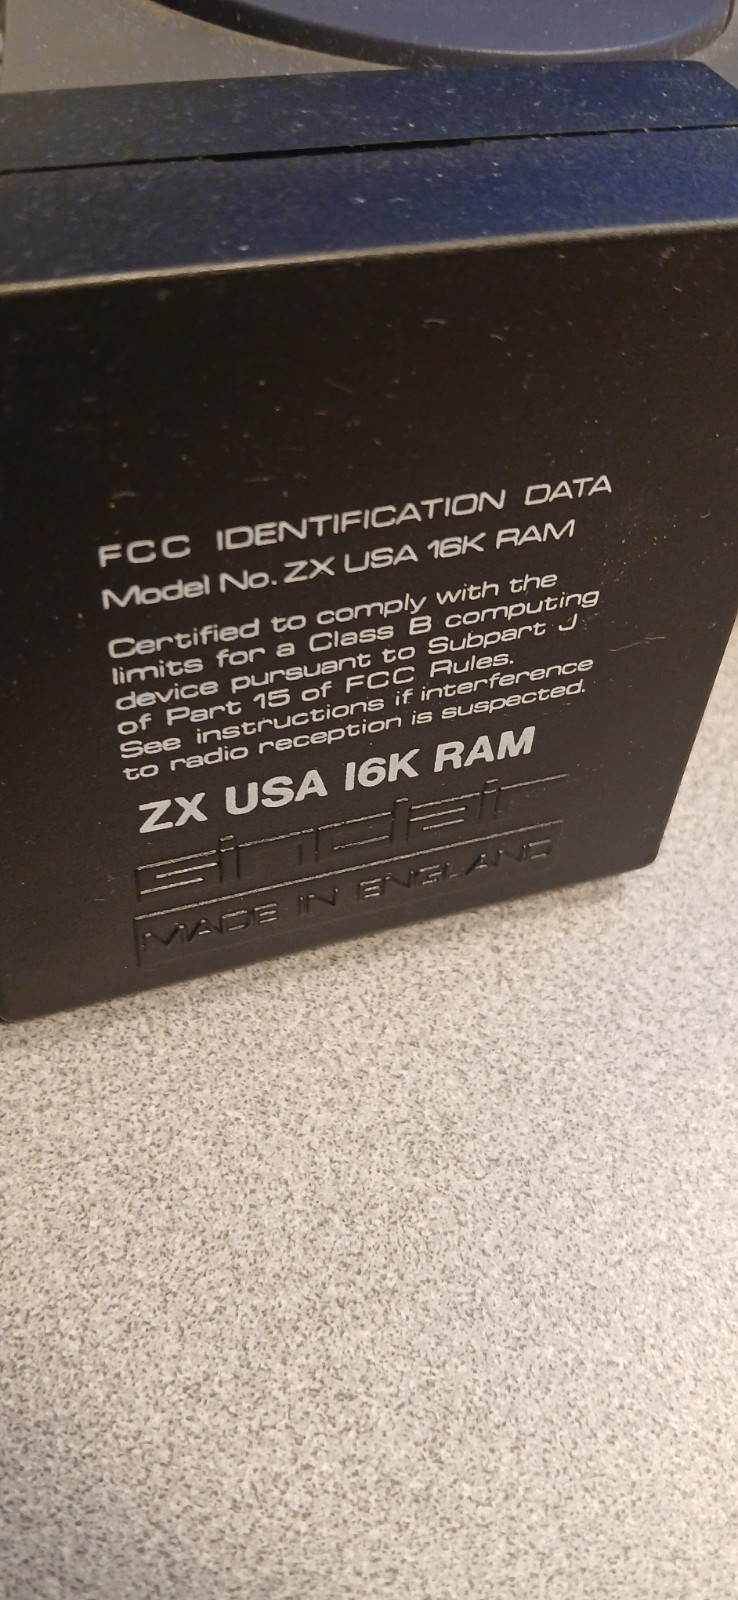 FCC IDENTIFICATION DATA
Model No. ZX USA 16K RAM
Certified to comply with the
limits for a Class B computing
device pursuant to Subpart J
of Part 15 of FCC Rules.
See instructions if interference
to radio reception is suspected.
ZX USA 16K RAM
sinclair
MADE IN ENGLAND